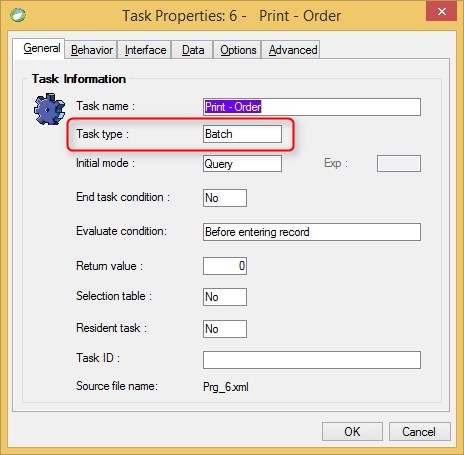 Task Properties: 6 - Print - Order
General Behavior Interface Data Options Advanced
Task Information
Task name : Print - Order
Task type : Batch
Initial mode : Query Exp :
End task condition : No
Evaluate condition: Before entering record
Return value : 0
Selection table : No
Resident task : No
Task ID :
Source file name: Prg_6.xml
OK Cancel